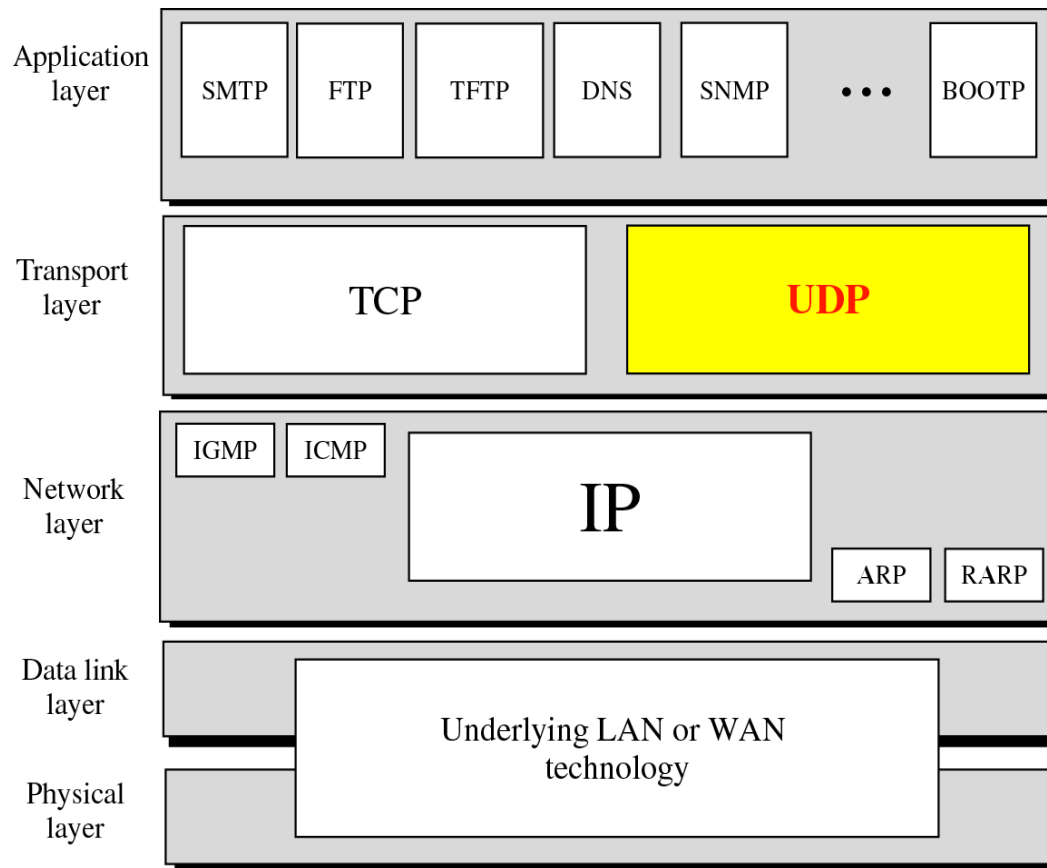 Application
layer
SMTP FTP TFTP DNS SNMP • • • BOOTP
Transport
layer
TCP UDP
IGMP ICMP
Network
layer
IP
ARP RARP
Data link
layer
Underlying LAN or WAN
technology
Physical
layer